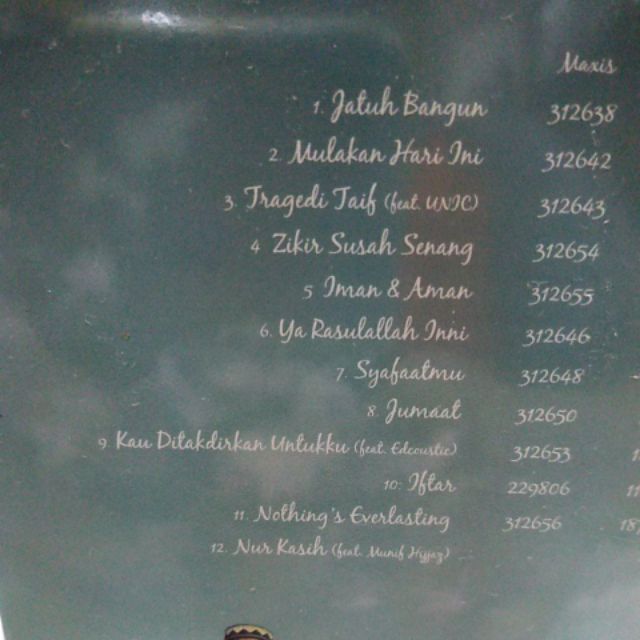 Maxis
1. Jatuh Bangun 312638
2. Mulakan Hari Ini 312642
3. Tragedi Taif (feat. UNIC) 312643
4 Zikir Susah Senang 312654
5 Iman & Aman 312655
6. Ya Rasulallah Inni 312646
7. Syafaatmu 312648
8. Jumaat 312650
9. Kau Ditakdirkan Untukku (feat. Edcoustic) 312653
10. Iftar 229806
11. Nothing's Everlasting 312656
12. Nur Kasih (feat. Munif Hijjaz)